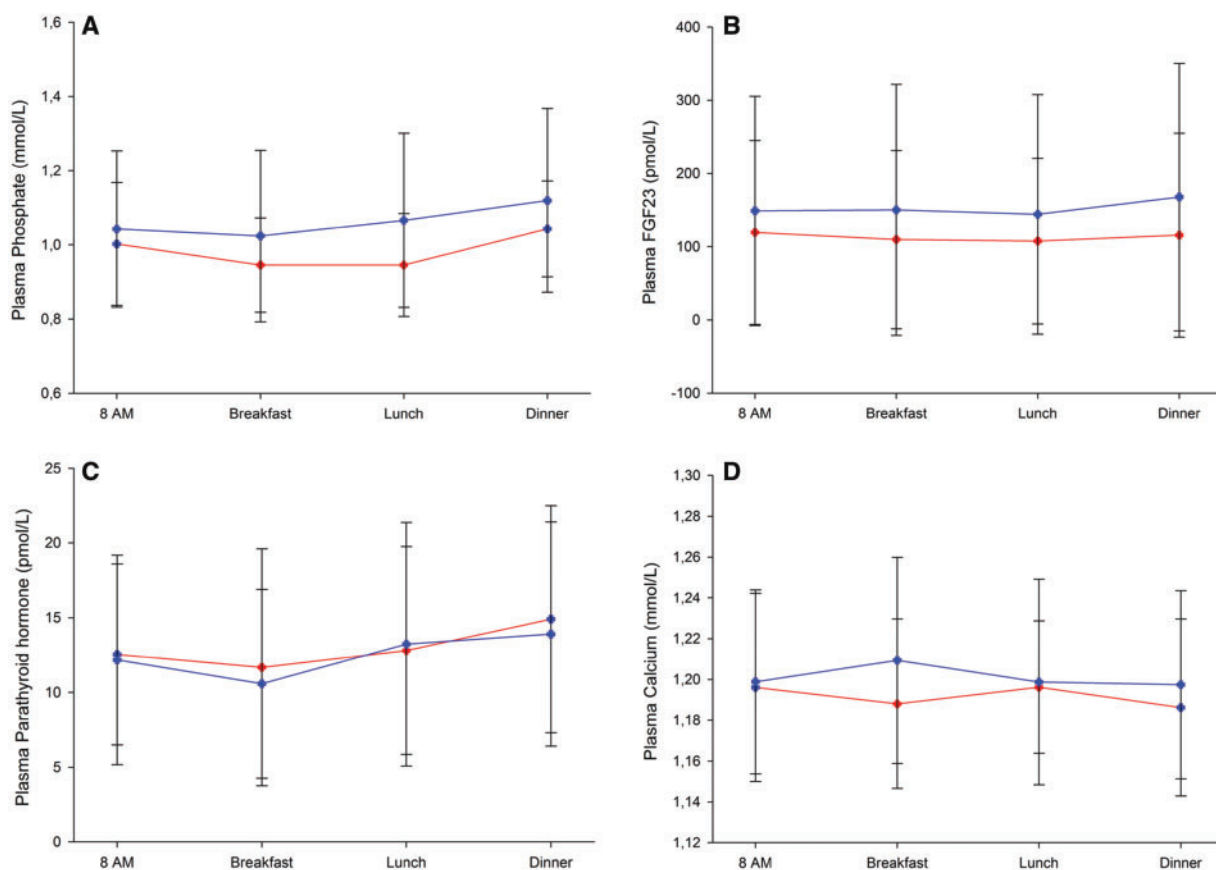 A
Plasma Phosphate (mmol/L)
1,6
1,4
1,2
1,0
0,8
0,6
8 AM Breakfast Lunch Dinner
B
Plasma FGF23 (pmol/L)
400
300
200
100
0
-100
8 AM Breakfast Lunch Dinner
C
Plasma Parathyroid hormone (pmol/L)
25
20
15
10
5
0
8 AM Breakfast Lunch Dinner
D
Plasma Calcium (mmol/L)
1,30
1,28
1,26
1,24
1,22
1,20
1,18
1,16
1,14
1,12
8 AM Breakfast Lunch Dinner